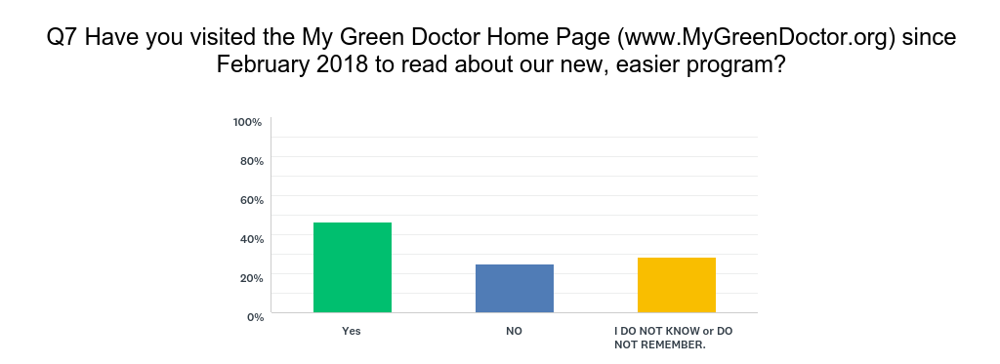 Q7 Have you visited the My Green Doctor Home Page (www.MyGreenDoctor.org) since
February 2018 to read about our new, easier program?
100%
80%
60%
40%
20%
0%
Yes
NO
I DO NOT KNOW or DO
NOT REMEMBER.